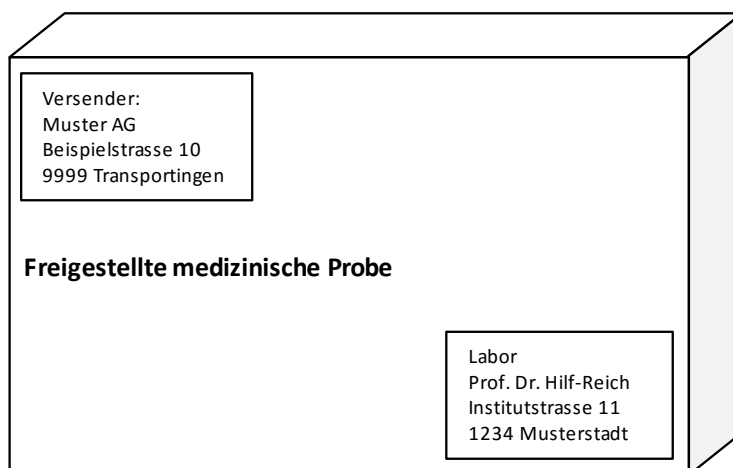 Versender:
Muster AG
Beispielstrasse 10
9999 Transportingen
Freigestellte medizinische Probe
Labor
Prof. Dr. Hilf-Reich
Institutstrasse 11
1234 Musterstadt